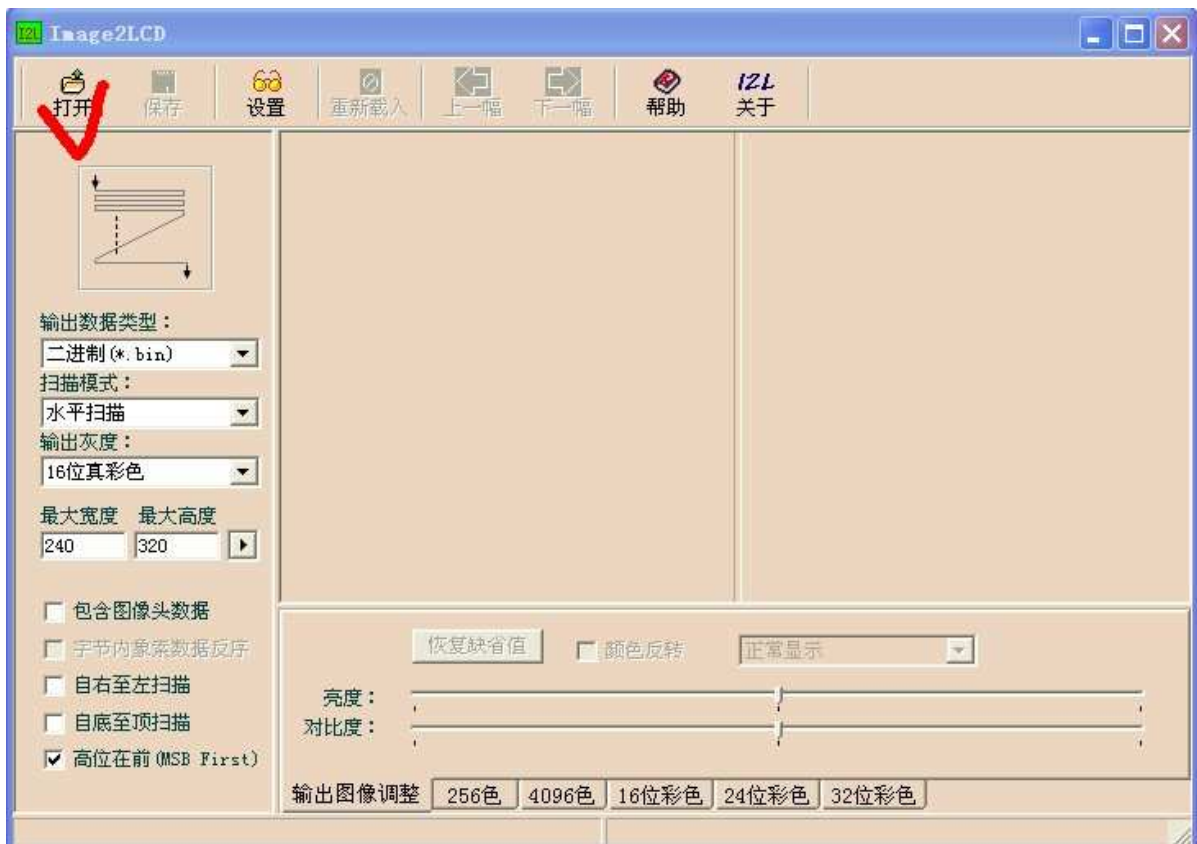 I2L Image2LCD
打开 保存 设置 重新载入 上一幅 下一幅 帮助 I2L 关于
输出数据类型：
二进制(*.bin)
扫描模式：
水平扫描
输出灰度：
16位真彩色
最大宽度 最大高度
240 320
包含图像头数据
字节内象素数据反序
自右至左扫描
自底至顶扫描
高位在前(MSB First)
恢复缺省值 颜色反转 正常显示
亮度：
对比度：
输出图像调整 256色 4096色 16位彩色 24位彩色 32位彩色